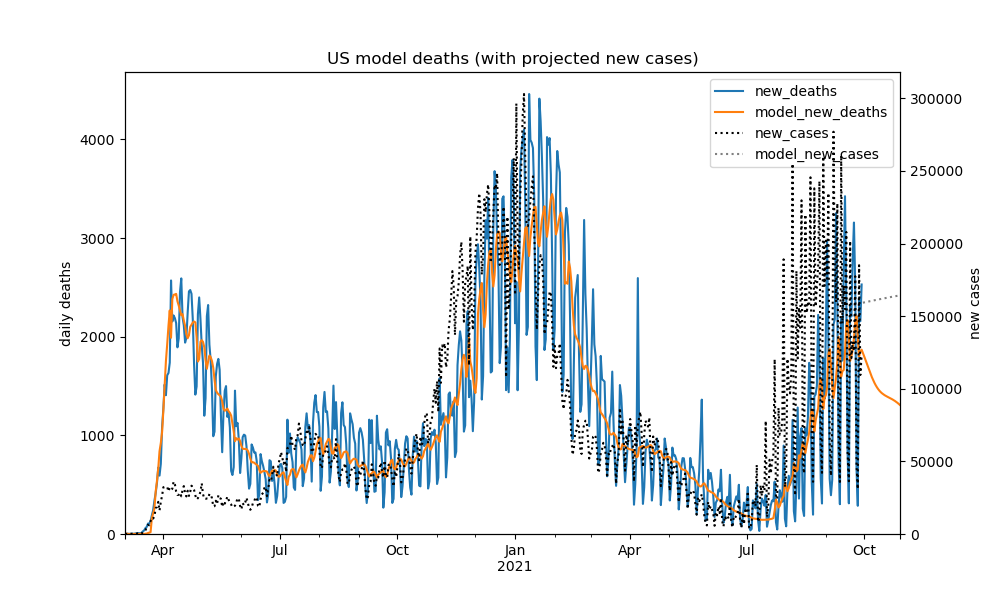 US model deaths (with projected new cases)
new_deaths
model_new_deaths
new_cases
model_new_cases
daily deaths
4000
3000
2000
1000
0
300000
250000
200000
150000
100000
50000
0
new cases
Apr
Jul
Oct
Jan
2021
Apr
Jul
Oct